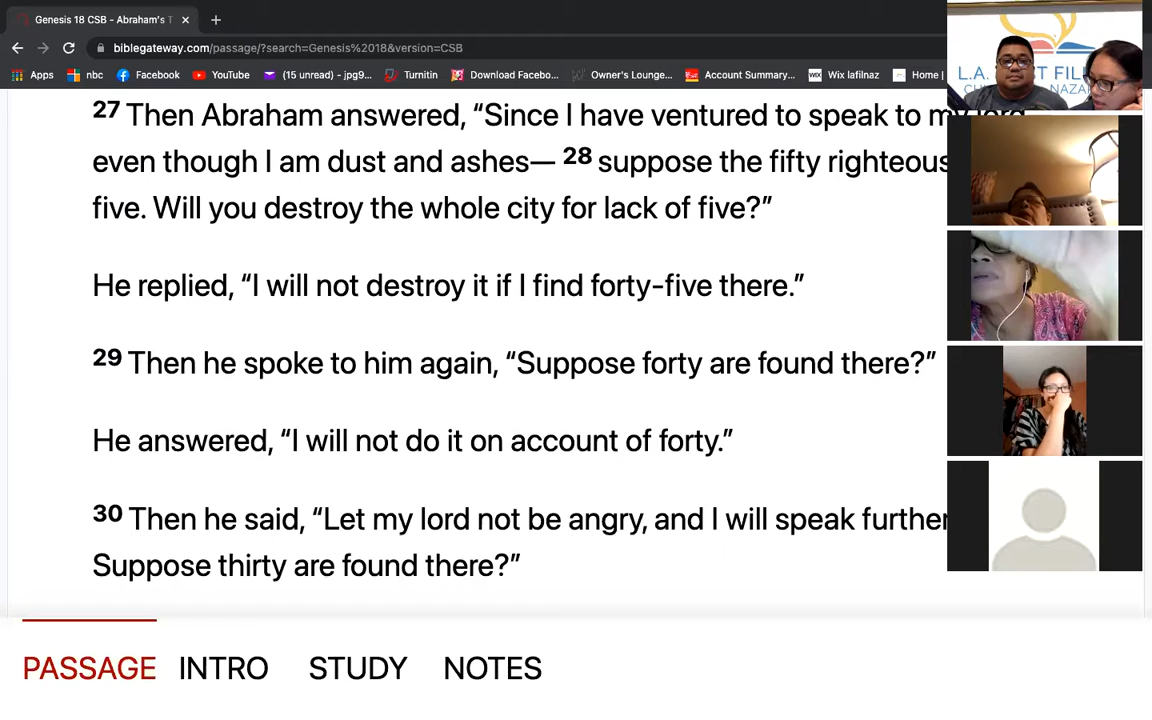 Genesis 18 CSB - Abraham's T
biblegateway.com/passage/?search=Genesis%2018&version=CSB
Apps nbc Facebook YouTube (15 unread) - jpg9... Turnitin Download Facebo... Owner's Lounge... Account Summary... Wix lafilnaz Home |
27 Then Abraham answered, “Since I have ventured to speak to my lord
even though I am dust and ashes— 28 suppose the fifty righteous
five. Will you destroy the whole city for lack of five?”
He replied, “I will not destroy it if I find forty-five there.”
29 Then he spoke to him again, “Suppose forty are found there?”
He answered, “I will not do it on account of forty.”
30 Then he said, “Let my lord not be angry, and I will speak further
Suppose thirty are found there?”
PASSAGE INTRO STUDY NOTES
L.A. FIL
NAZA